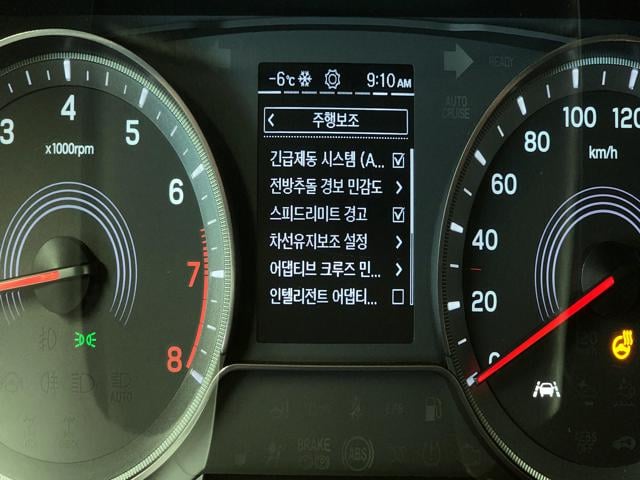 -6℃ 9:10 AM
READY
주행보조
AUTO
CRUISE
긴급제동 시스템 (A...
전방추돌 경보 민감도
스피드리미트 경고
차선유지보조 설정
어댑티브 크루즈 민...
인텔리전트 어댑티...
3
4
5
x1000rpm
6
7
8
AUTO
100
120
80
km/h
60
40
20
0
BRAKE
ABS